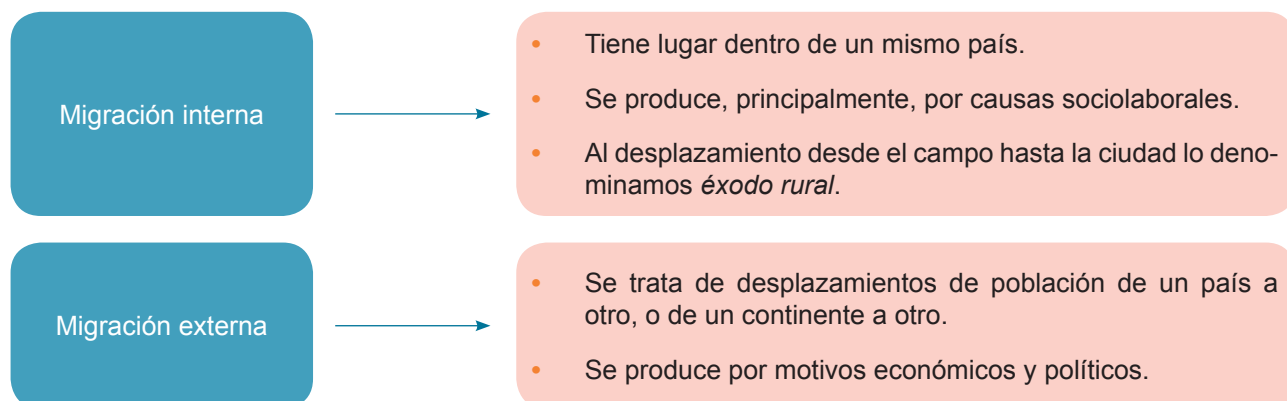 Migración interna
• Tiene lugar dentro de un mismo país.
• Se produce, principalmente, por causas sociolaborales.
• Al desplazamiento desde el campo hasta la ciudad lo deno-
minamos éxodo rural.
Migración externa
• Se trata de desplazamientos de población de un país a
otro, o de un continente a otro.
• Se produce por motivos económicos y políticos.